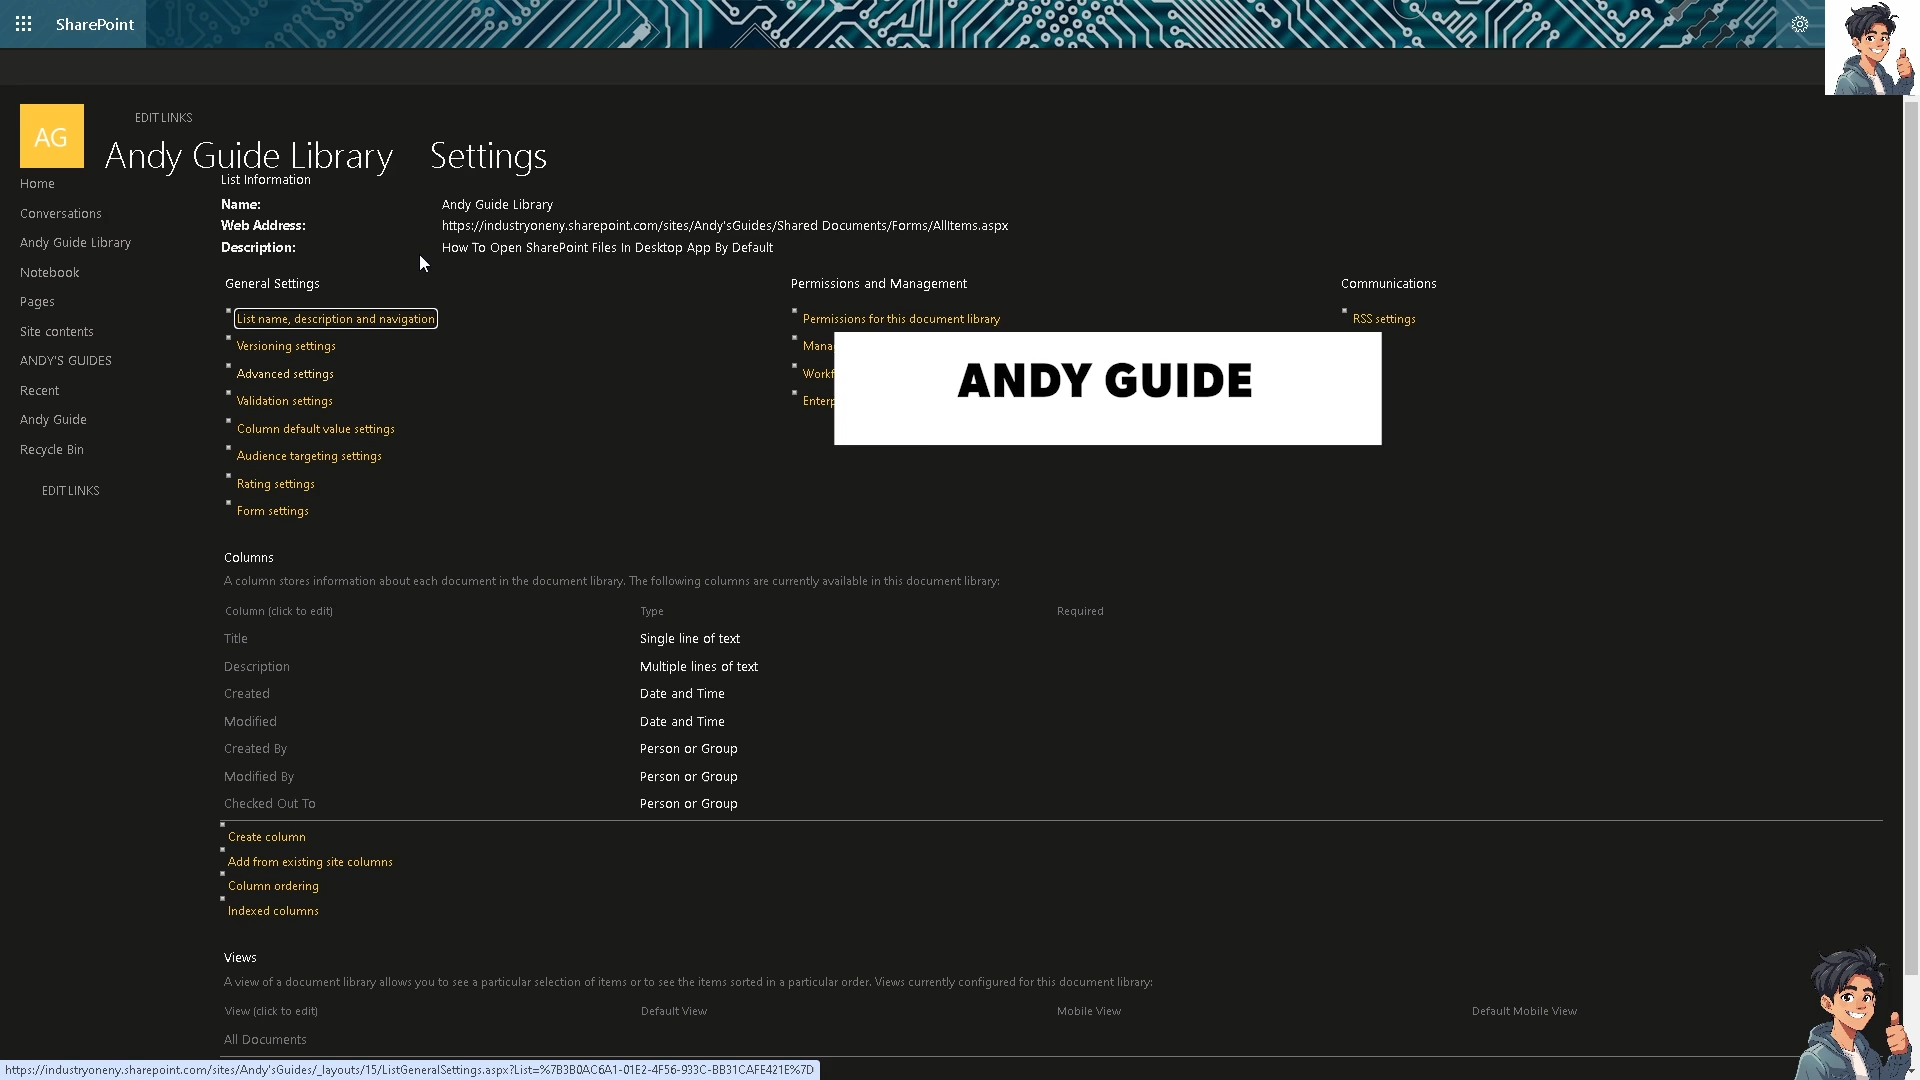 SharePoint
EDIT LINKS
AG
Andy Guide Library Settings
Home
Conversations
Andy Guide Library
Notebook
Pages
Site contents
ANDY'S GUIDES
Recent
Andy Guide
Recycle Bin
EDIT LINKS
List Information
Name: Andy Guide Library
Web Address: https://industryoneny.sharepoint.com/sites/Andy'sGuides/Shared Documents/Forms/AllItems.aspx
Description: How To Open SharePoint Files In Desktop App By Default
General Settings
List name, description and navigation
Versioning settings
Advanced settings
Validation settings
Column default value settings
Audience targeting settings
Rating settings
Form settings
Permissions and Management
Permissions for this document library
Mana
Workf
Enterp
ANDY GUIDE
Communications
RSS settings
Columns
A column stores information about each document in the document library. The following columns are currently available in this document library:
Column (click to edit) Type Required
Title Single line of text
Description Multiple lines of text
Created Date and Time
Modified Date and Time
Created By Person or Group
Modified By Person or Group
Checked Out To Person or Group
Create column
Add from existing site columns
Column ordering
Indexed columns
Views
A view of a document library allows you to see a particular selection of items or to see the items sorted in a particular order. Views currently configured for this document library:
View (click to edit) Default View Mobile View Default Mobile View
All Documents
https://industryoneny.sharepoint.com/sites/Andy'sGuides/_layouts/15/ListGeneralSettings.aspx?List=%7B3B0AC6A1-01E2-4F56-933C-BB31CAFE421E%7D